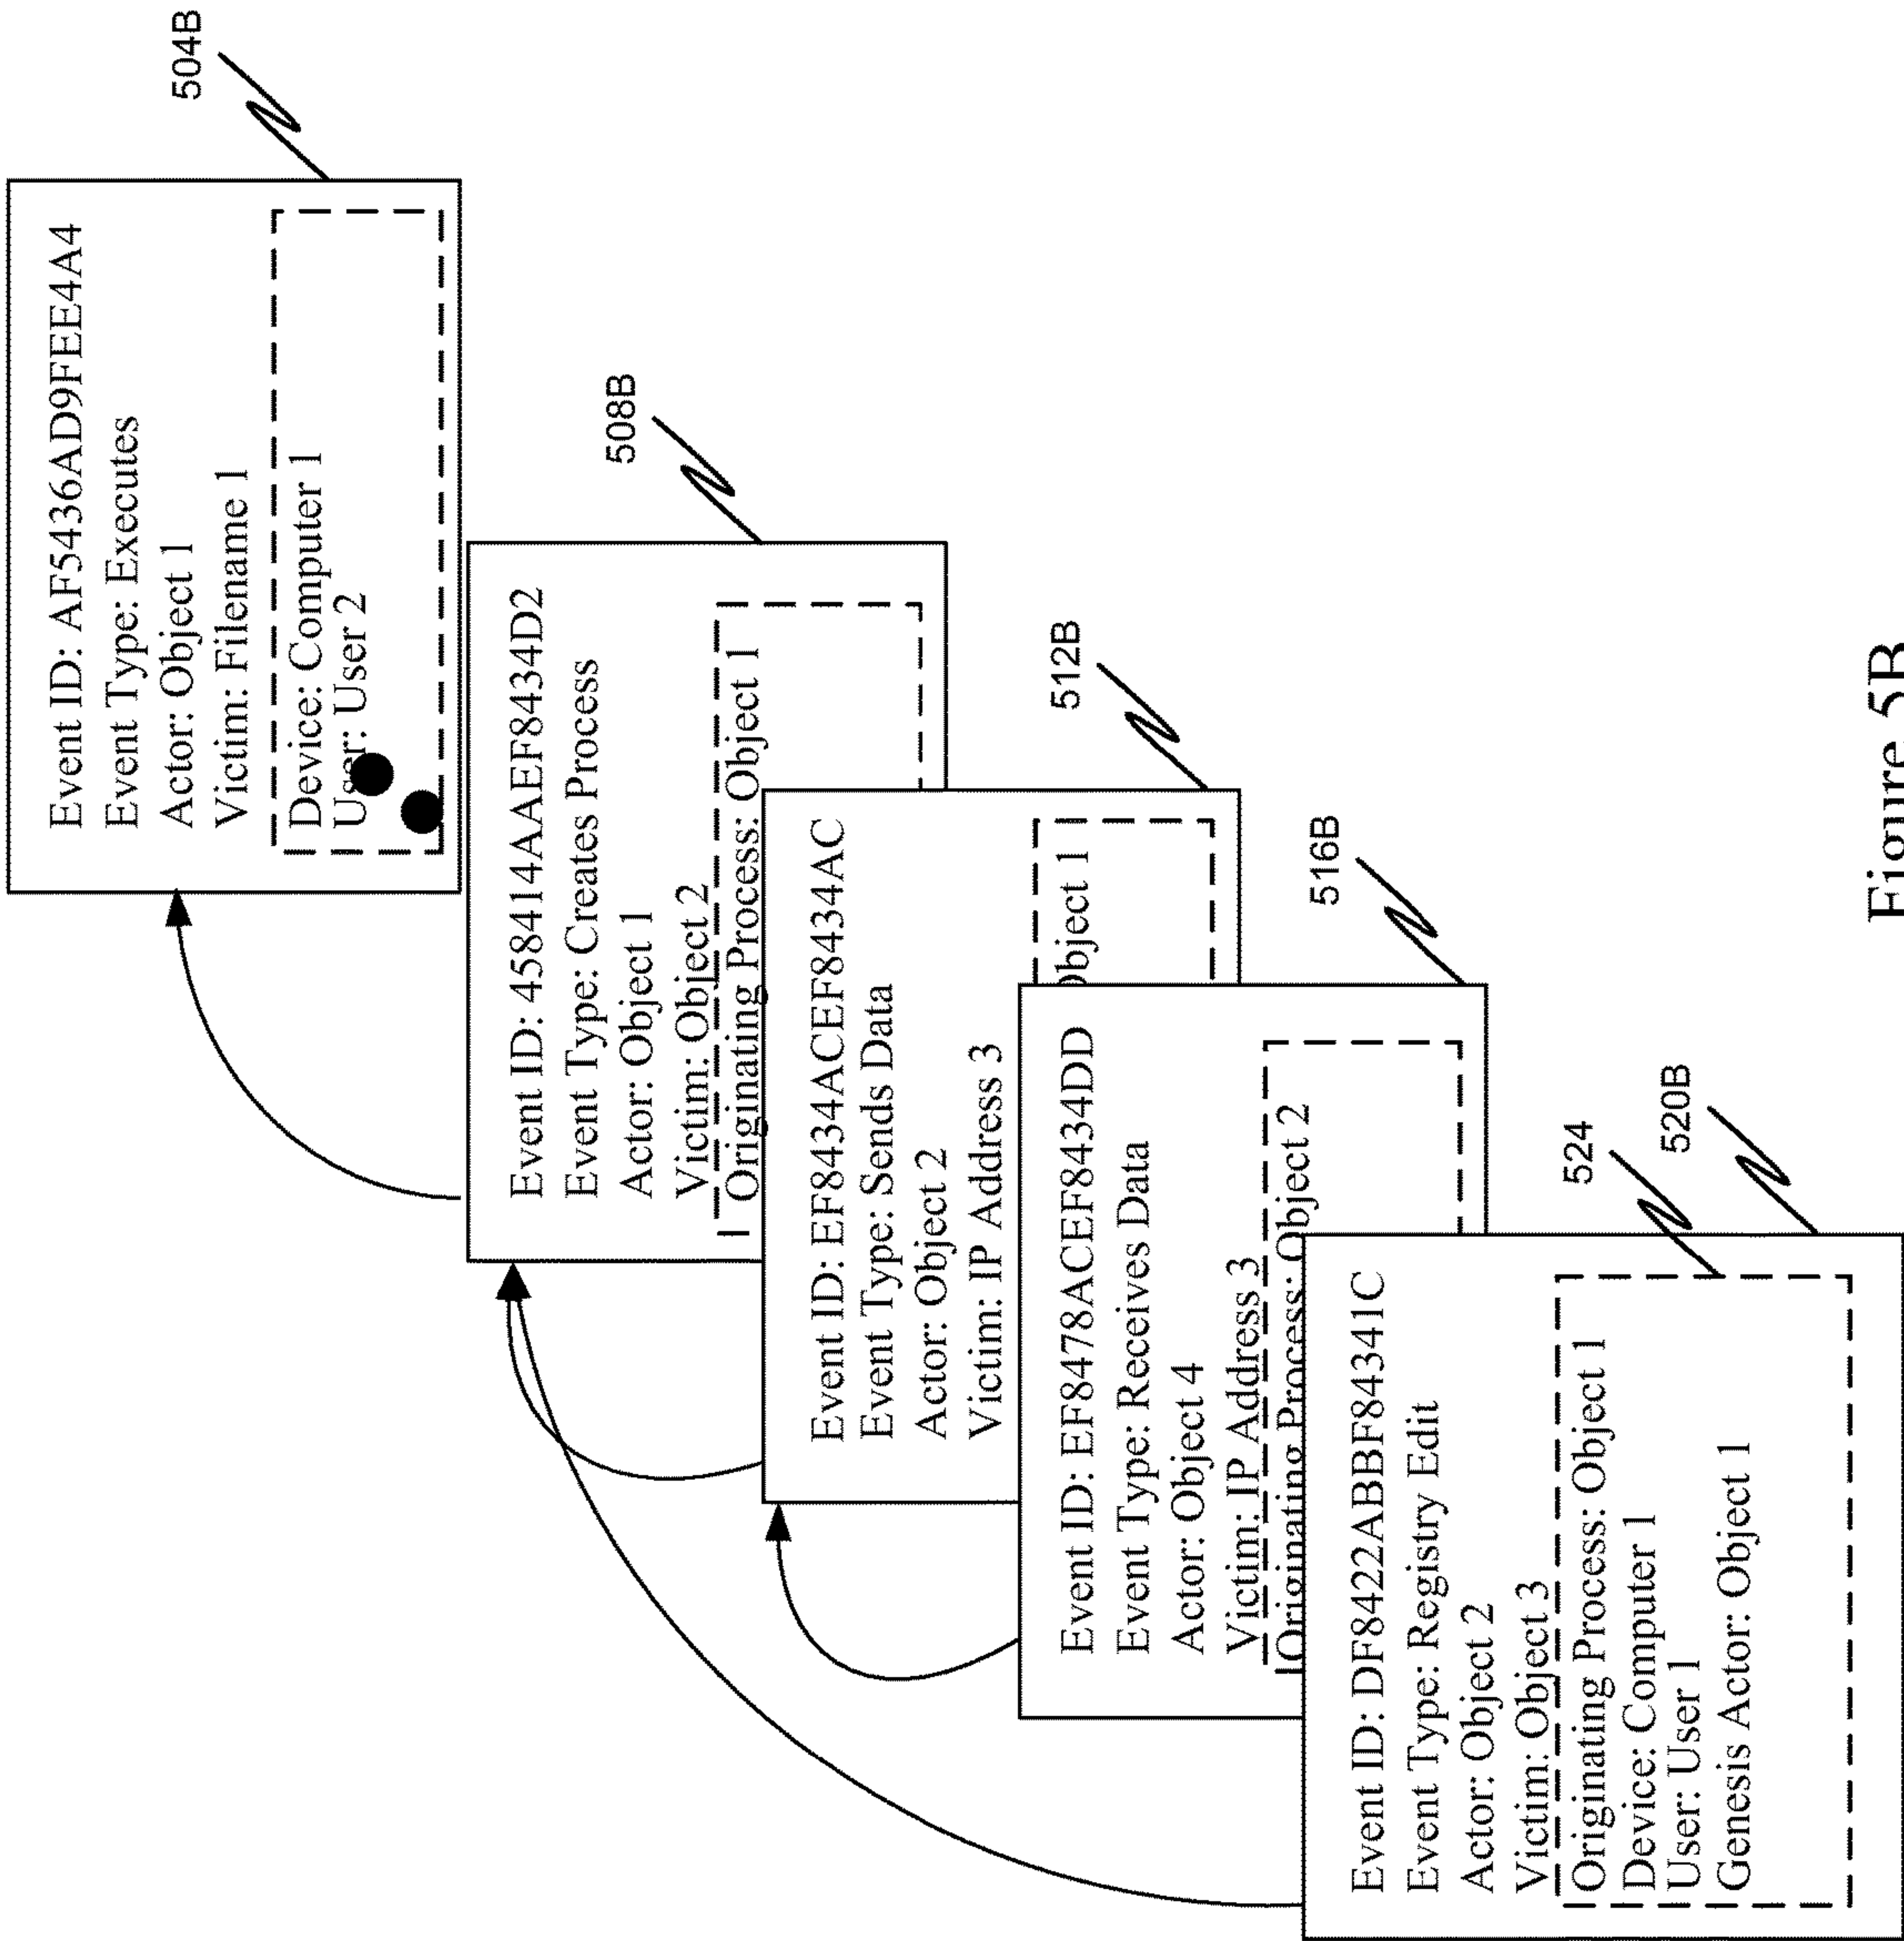 504B
Event ID: AF5436AD9FEE4A4
Event Type: Executes
Actor: Object 1
Victim: Filename 1
Device: Computer 1
User: User 2
508B
Event ID: 458414AAEF8434D2
Event Type: Creates Process
Actor: Object 1
Victim: Object 2
Originating Process: Object 1
512B
Event ID: EF8434ACEF8434AC
Event Type: Sends Data
Actor: Object 2
Victim: IP Address 3
Object 1
516B
Event ID: EF8478ACEF8434DD
Event Type: Receives Data
Actor: Object 4
Victim: IP Address 3
Originating Process: Object 2
524
520B
Event ID: DF8422ABBF84341C
Event Type: Registry Edit
Actor: Object 2
Victim: Object 3
Originating Process: Object 1
Device: Computer 1
User: User 1
Genesis Actor: Object 1
Figure 5B